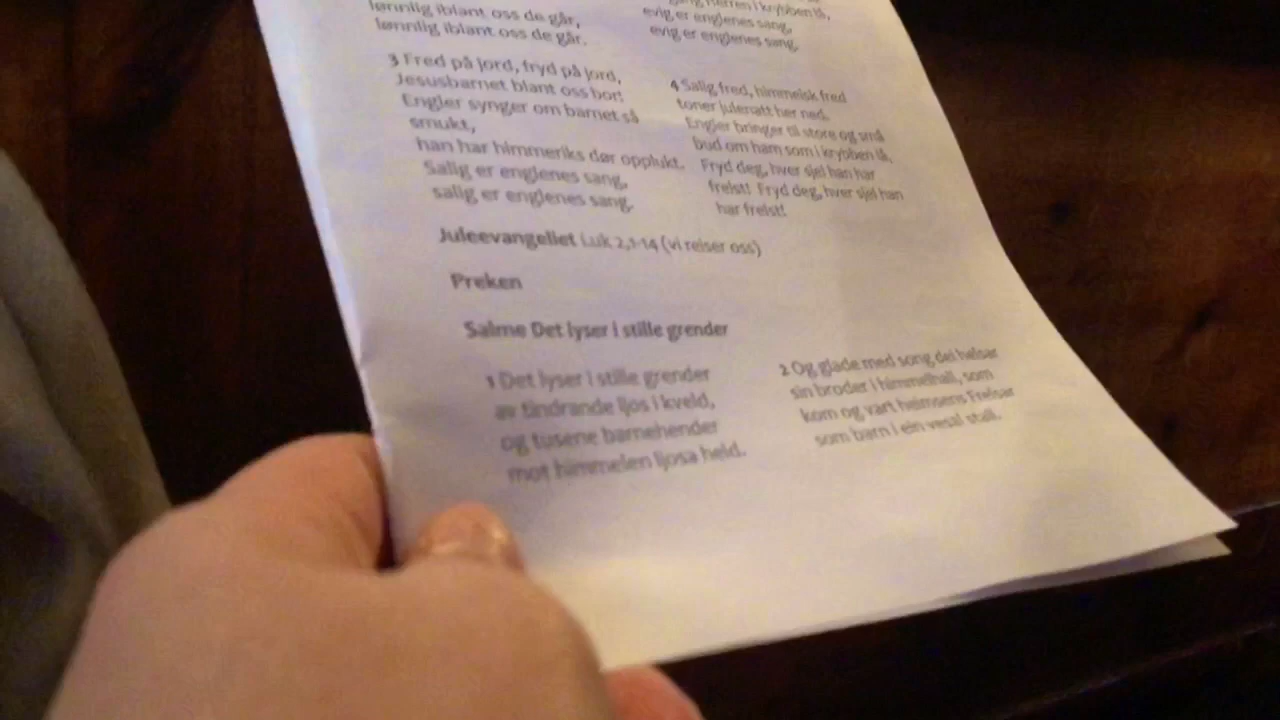 lønnlig iblant oss de går,
lønnlig iblant oss de går.
3 Fred på jord, fryd på jord,
Jesusbarnet blant oss bor!
Engler synger om barnet så
smukt,
han har himmeriks dør opplukt.
Salig er englenes sang,
salig er englenes sang.
Herren i krybben lå,
evig er englenes sang,
evig er englenes sang.
4 Salig fred, himmelsk fred
toner julenatt her ned.
Engler bringer til store og små
bud om ham som i krybben lå.
Fryd deg, hver sjel han har
frelst! Fryd deg, hver sjel han
har frelst!
Juleevangeliet Luk 2,1-14 (vi reiser oss)
Preken
Salme Det lyser i stille grender
1 Det lyser i stille grender
av tindrande ljos i kveld,
og tusene barnehender
mot himmelen ljosa held.
2 Og glade med song dei helsar
sin broder i himmelhall, som
kom og vart heimsens Frelsar
som barn i ein vesal stall.